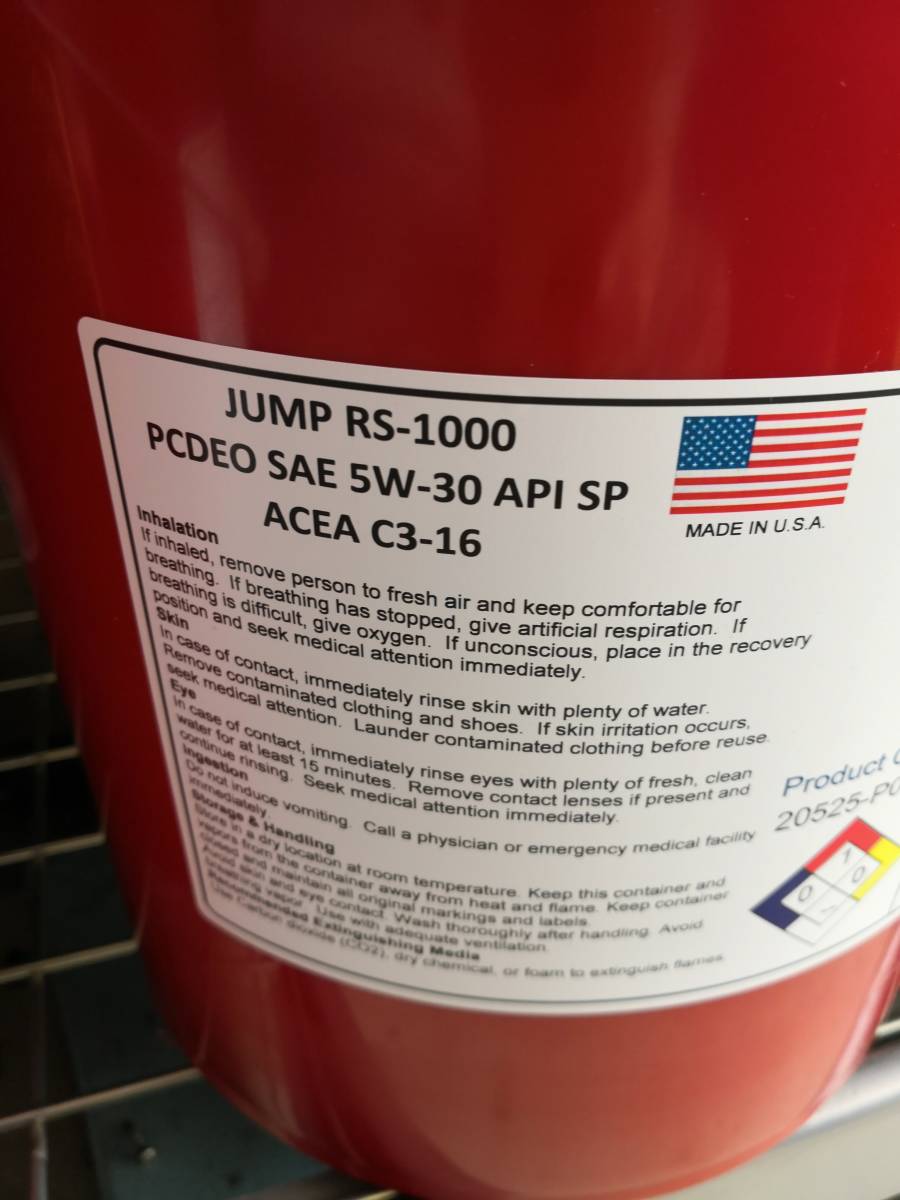 JUMP RS-1000
PCDEO SAE 5W-30 API SP
ACEA C3-16
MADE IN U.S.A.
Inhalation
If inhaled, remove person to fresh air and keep comfortable for
breathing. If breathing has stopped, give artificial respiration. If
breathing is difficult, give oxygen. If unconscious, place in the recovery
position and seek medical attention immediately.
Skin
In case of contact, immediately rinse skin with plenty of water.
Remove contaminated clothing and shoes. If skin irritation occurs,
seek medical attention. Launder contaminated clothing before reuse.
Eye
In case of contact, immediately rinse eyes with plenty of fresh, clean
water for at least 15 minutes. Remove contact lenses if present and
continue rinsing. Seek medical attention immediately.
Ingestion
Do not induce vomiting. Call a physician or emergency medical facility
immediately.
Storage & Handling
Store in a dry location at room temperature. Keep this container and
vapors from the container away from heat and flame. Keep container
closed and maintain all original markings and labels.
Avoid skin and eye contact. Wash thoroughly after handling. Avoid
breathing vapor. Use with adequate ventilation.
Recommended Extinguishing Media
Use Carbon dioxide (CO2), dry chemical, or foam to extinguish flames.
Product
20525-P0
1
0
0